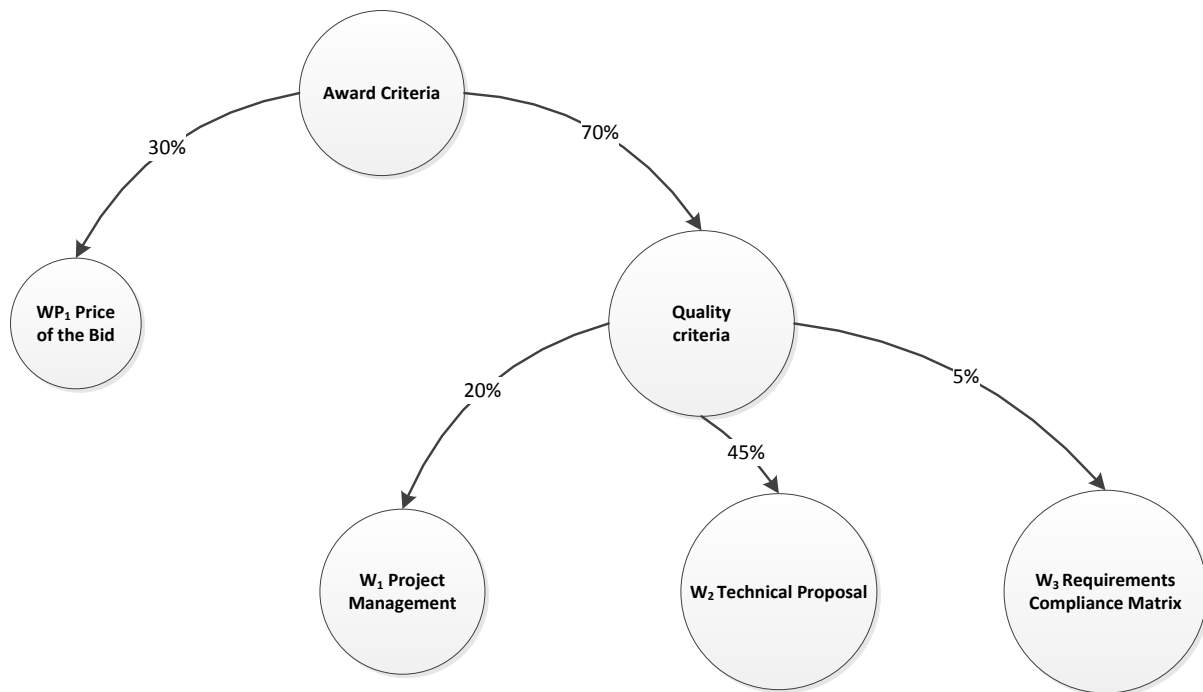 Award Criteria
30%
70%
WP₁ Price
of the Bid
Quality
criteria
20%
5%
45%
W₁ Project
Management
W₂ Technical Proposal
W₃ Requirements
Compliance Matrix